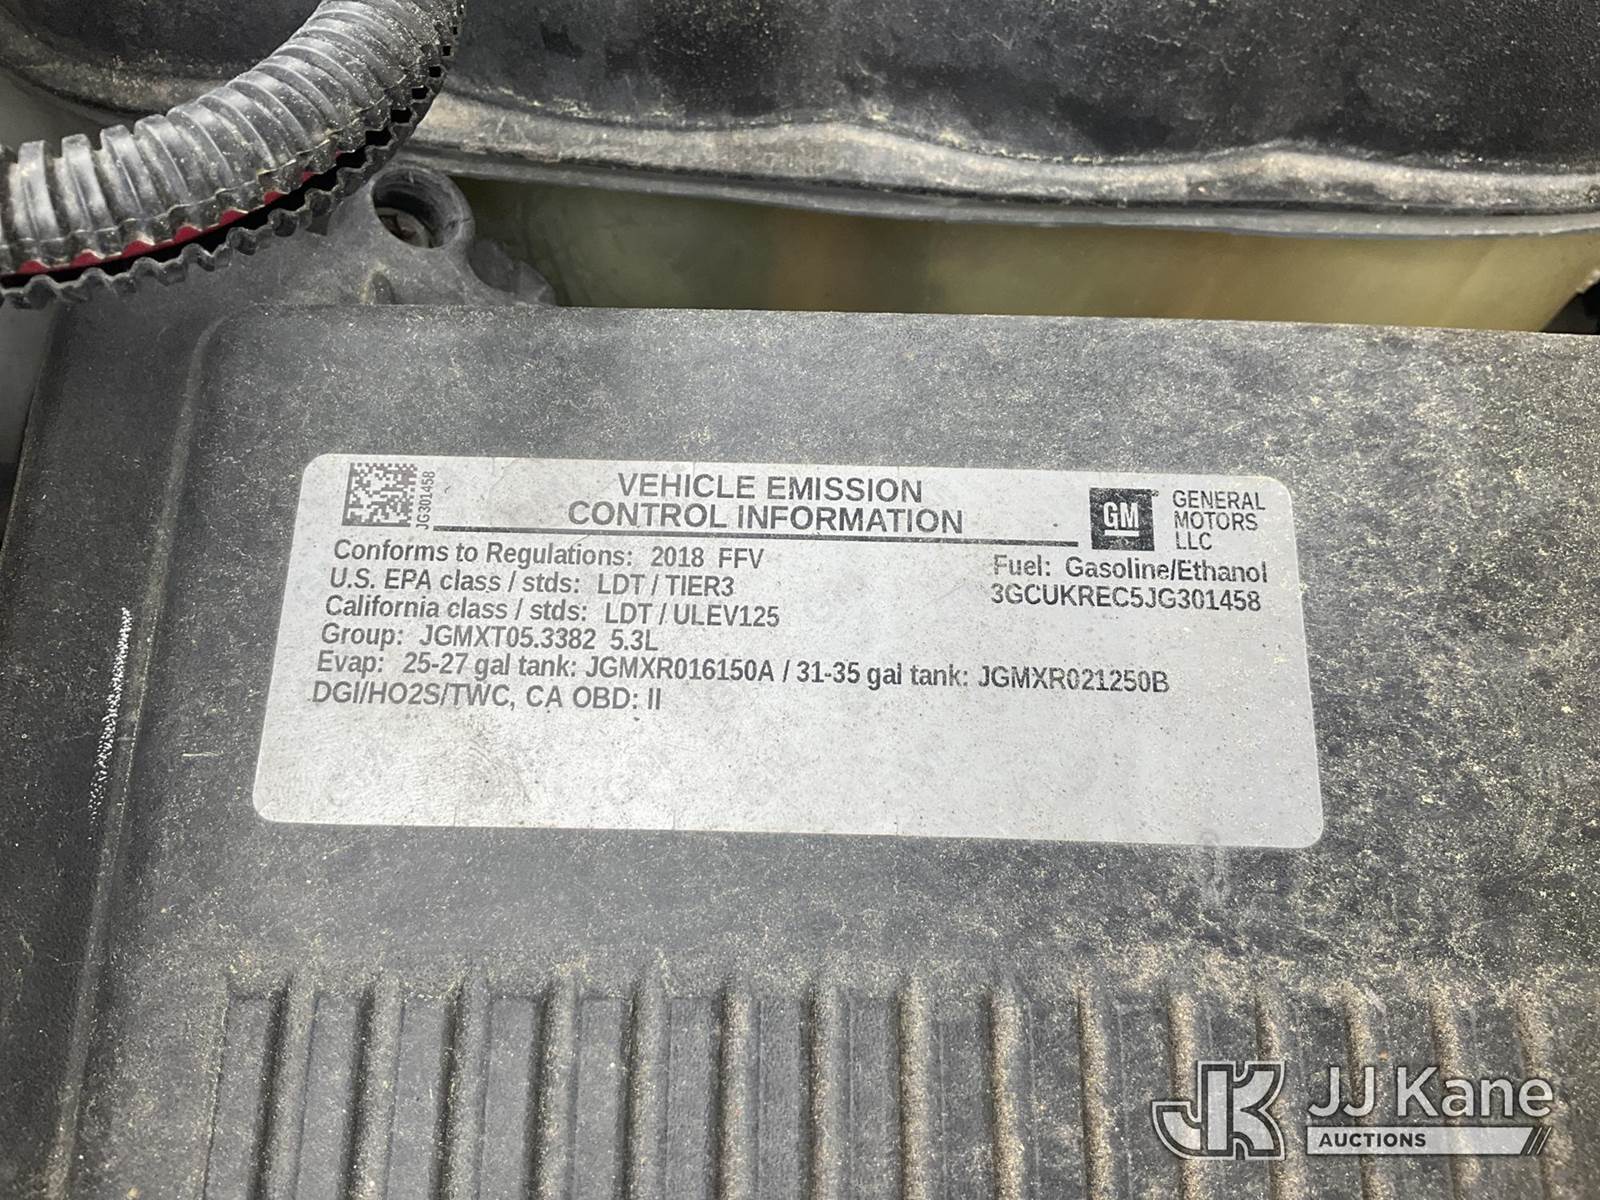 JG301458
VEHICLE EMISSION
CONTROL INFORMATION
GM
GENERAL
MOTORS
LLC
Conforms to Regulations: 2018 FFV
Fuel: Gasoline/Ethanol
U.S. EPA class / stds: LDT / TIER3
3GCUKREC5JG301458
California class / stds: LDT / ULEV125
Group: JGMXT05.3382 5.3L
Evap: 25-27 gal tank: JGMXR016150A / 31-35 gal tank: JGMXR021250B
DGI/HO2S/TWC, CA OBD: II
JK JJ Kane
AUCTIONS